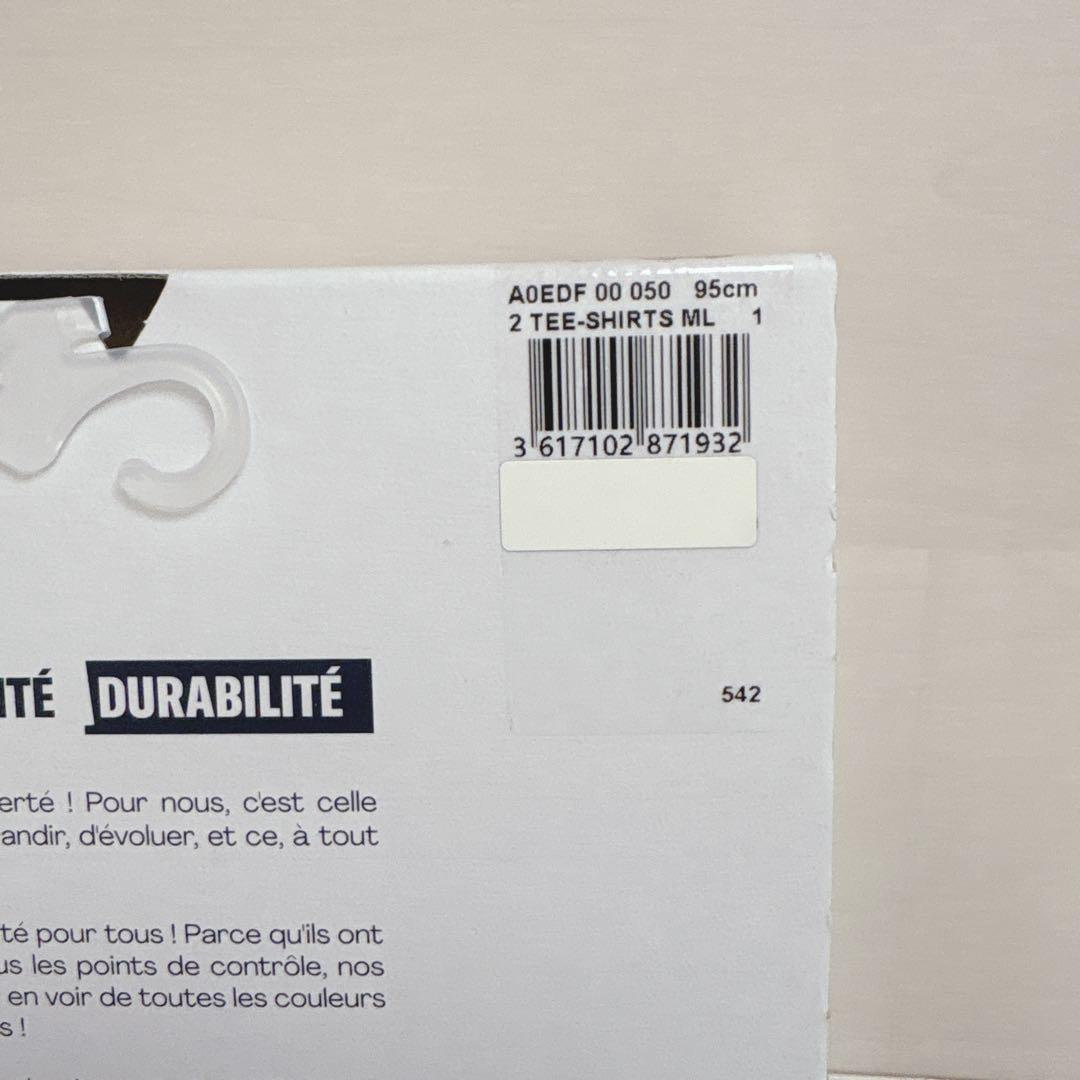 A0EDF 00 050 95cm
2 TEE-SHIRTS ML 1
3 617102 871932
542
ITÉ DURABILITÉ
erté ! Pour nous, c'est celle
andir, d'évoluer, et ce, à tout
té pour tous ! Parce qu'ils ont
us les points de contrôle, nos
en voir de toutes les couleurs
s !